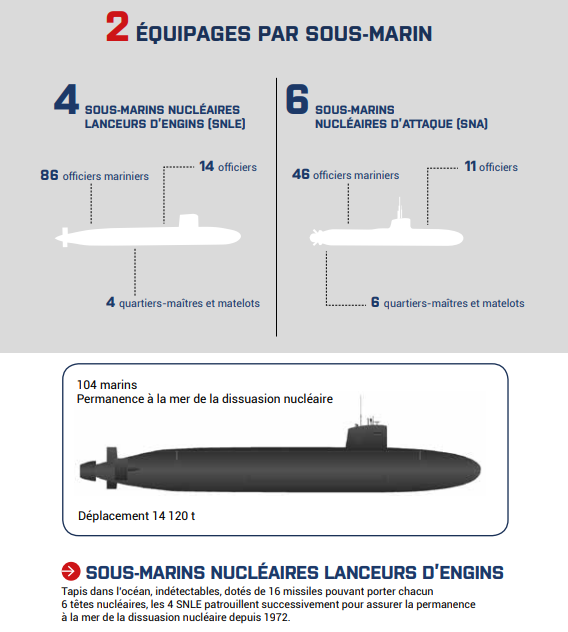 2 ÉQUIPAGES PAR SOUS-MARIN
4 SOUS-MARINS NUCLÉAIRES
LANCEURS D'ENGINS (SNLE)
86 officiers mariniers
14 officiers
4 quartiers-maîtres et matelots
6 SOUS-MARINS
NUCLÉAIRES D'ATTAQUE (SNA)
46 officiers mariniers
11 officiers
6 quartiers-maîtres et matelots
104 marins
Permanence à la mer de la dissuasion nucléaire
Déplacement 14 120 t
SOUS-MARINS NUCLÉAIRES LANCEURS D'ENGINS
Tapis dans l'océan, indétectables, dotés de 16 missiles pouvant porter chacun
6 têtes nucléaires, les 4 SNLE patrouillent successivement pour assurer la permanence
à la mer de la dissuasion nucléaire depuis 1972.